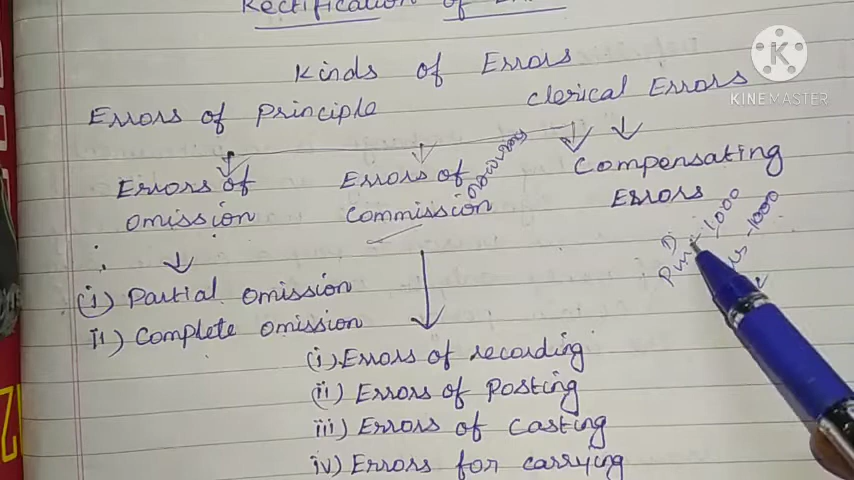 Rectification of
Kinds of Errors
Errors of principle
clerical Errors
Errors of
omission
Errors of
Commission
Compensating
Errors
(i) Partial omission
ii) Complete omission
(i) Errors of recording
(ii) Errors of Posting
iii) Errors of casting
iv) Errors for carrying
1000
-1000
K
KINEMASTER